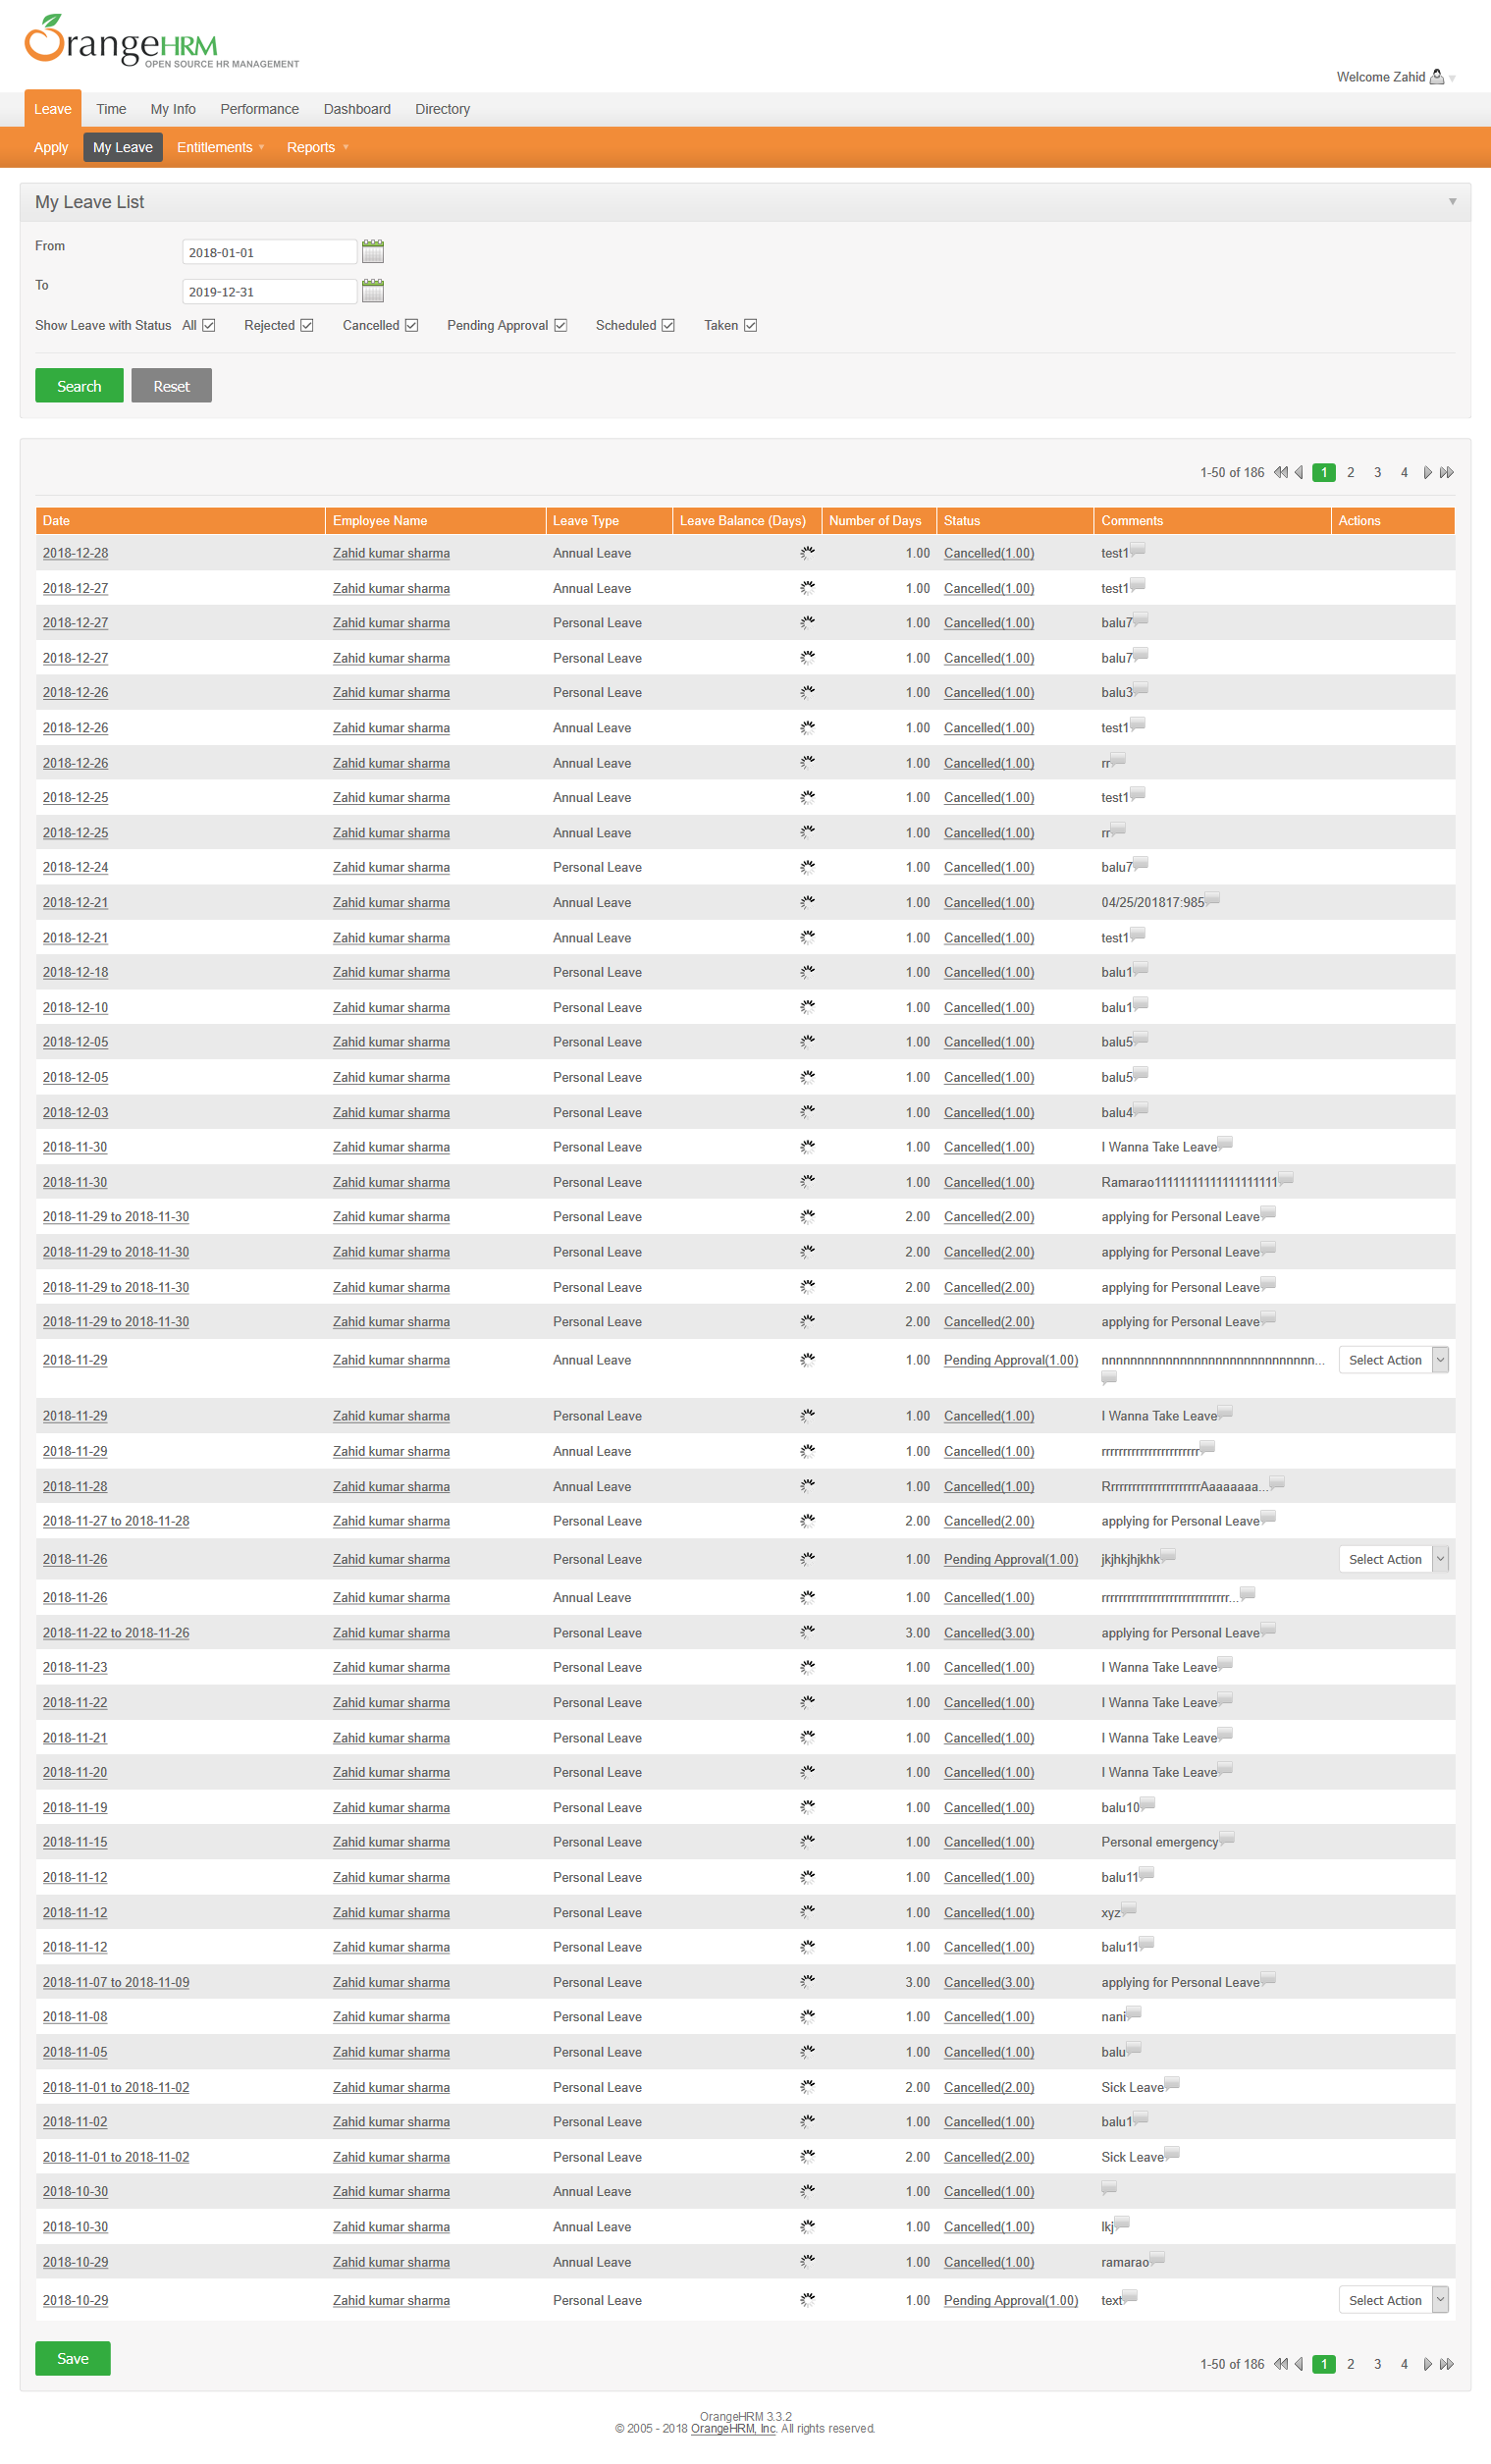 OrangeHRM
OPEN SOURCE HR MANAGEMENT
Welcome Zahid
Leave Time My Info Performance Dashboard Directory
Apply My Leave Entitlements Reports
My Leave List
From 2018-01-01
To 2019-12-31
Show Leave with Status All Rejected Cancelled Pending Approval Scheduled Taken
Search Reset
1-50 of 186 1 2 3 4
Date Employee Name Leave Type Leave Balance (Days) Number of Days Status Comments Actions
2018-12-28 Zahid kumar sharma Annual Leave 1.00 Cancelled(1.00) test1
2018-12-27 Zahid kumar sharma Annual Leave 1.00 Cancelled(1.00) test1
2018-12-27 Zahid kumar sharma Personal Leave 1.00 Cancelled(1.00) balu7
2018-12-27 Zahid kumar sharma Personal Leave 1.00 Cancelled(1.00) balu7
2018-12-26 Zahid kumar sharma Personal Leave 1.00 Cancelled(1.00) balu3
2018-12-26 Zahid kumar sharma Annual Leave 1.00 Cancelled(1.00) test1
2018-12-26 Zahid kumar sharma Annual Leave 1.00 Cancelled(1.00) rr
2018-12-25 Zahid kumar sharma Annual Leave 1.00 Cancelled(1.00) test1
2018-12-25 Zahid kumar sharma Annual Leave 1.00 Cancelled(1.00) rr
2018-12-24 Zahid kumar sharma Personal Leave 1.00 Cancelled(1.00) balu7
2018-12-21 Zahid kumar sharma Annual Leave 1.00 Cancelled(1.00) 04/25/201817:985
2018-12-21 Zahid kumar sharma Annual Leave 1.00 Cancelled(1.00) test1
2018-12-18 Zahid kumar sharma Personal Leave 1.00 Cancelled(1.00) balu1
2018-12-10 Zahid kumar sharma Personal Leave 1.00 Cancelled(1.00) balu1
2018-12-05 Zahid kumar sharma Personal Leave 1.00 Cancelled(1.00) balu5
2018-12-05 Zahid kumar sharma Personal Leave 1.00 Cancelled(1.00) balu5
2018-12-03 Zahid kumar sharma Personal Leave 1.00 Cancelled(1.00) balu4
2018-11-30 Zahid kumar sharma Personal Leave 1.00 Cancelled(1.00) I Wanna Take Leave
2018-11-30 Zahid kumar sharma Personal Leave 1.00 Cancelled(1.00) Ramarao11111111111111111111
2018-11-29 to 2018-11-30 Zahid kumar sharma Personal Leave 2.00 Cancelled(2.00) applying for Personal Leave
2018-11-29 to 2018-11-30 Zahid kumar sharma Personal Leave 2.00 Cancelled(2.00) applying for Personal Leave
2018-11-29 to 2018-11-30 Zahid kumar sharma Personal Leave 2.00 Cancelled(2.00) applying for Personal Leave
2018-11-29 to 2018-11-30 Zahid kumar sharma Personal Leave 2.00 Cancelled(2.00) applying for Personal Leave
2018-11-29 Zahid kumar sharma Annual Leave 1.00 Pending Approval(1.00) nnnnnnnnnnnnnnnnnnnnnnnnnnnnnn... Select Action
2018-11-29 Zahid kumar sharma Personal Leave 1.00 Cancelled(1.00) I Wanna Take Leave
2018-11-29 Zahid kumar sharma Annual Leave 1.00 Cancelled(1.00) rrrrrrrrrrrrrrrrrrrrrrr
2018-11-28 Zahid kumar sharma Annual Leave 1.00 Cancelled(1.00) RrrrrrrrrrrrrrrrrrrrrrAaaaaaaa...
2018-11-27 to 2018-11-28 Zahid kumar sharma Personal Leave 2.00 Cancelled(2.00) applying for Personal Leave
2018-11-26 Zahid kumar sharma Personal Leave 1.00 Pending Approval(1.00) jkjhkjhjkhk Select Action
2018-11-26 Zahid kumar sharma Annual Leave 1.00 Cancelled(1.00) rrrrrrrrrrrrrrrrrrrrrrrrrrrrrr...
2018-11-22 to 2018-11-26 Zahid kumar sharma Personal Leave 3.00 Cancelled(3.00) applying for Personal Leave
2018-11-23 Zahid kumar sharma Personal Leave 1.00 Cancelled(1.00) I Wanna Take Leave
2018-11-22 Zahid kumar sharma Personal Leave 1.00 Cancelled(1.00) I Wanna Take Leave
2018-11-21 Zahid kumar sharma Personal Leave 1.00 Cancelled(1.00) I Wanna Take Leave
2018-11-20 Zahid kumar sharma Personal Leave 1.00 Cancelled(1.00) I Wanna Take Leave
2018-11-19 Zahid kumar sharma Personal Leave 1.00 Cancelled(1.00) balu10
2018-11-15 Zahid kumar sharma Personal Leave 1.00 Cancelled(1.00) Personal emergency
2018-11-12 Zahid kumar sharma Personal Leave 1.00 Cancelled(1.00) balu11
2018-11-12 Zahid kumar sharma Personal Leave 1.00 Cancelled(1.00) xyz
2018-11-12 Zahid kumar sharma Personal Leave 1.00 Cancelled(1.00) balu11
2018-11-07 to 2018-11-09 Zahid kumar sharma Personal Leave 3.00 Cancelled(3.00) applying for Personal Leave
2018-11-08 Zahid kumar sharma Personal Leave 1.00 Cancelled(1.00) nani
2018-11-05 Zahid kumar sharma Personal Leave 1.00 Cancelled(1.00) balu
2018-11-01 to 2018-11-02 Zahid kumar sharma Personal Leave 2.00 Cancelled(2.00) Sick Leave
2018-11-02 Zahid kumar sharma Personal Leave 1.00 Cancelled(1.00) balu1
2018-11-01 to 2018-11-02 Zahid kumar sharma Personal Leave 2.00 Cancelled(2.00) Sick Leave
2018-10-30 Zahid kumar sharma Annual Leave 1.00 Cancelled(1.00)
2018-10-30 Zahid kumar sharma Annual Leave 1.00 Cancelled(1.00) lkj
2018-10-29 Zahid kumar sharma Annual Leave 1.00 Cancelled(1.00) ramarao
2018-10-29 Zahid kumar sharma Personal Leave 1.00 Pending Approval(1.00) text Select Action
Save
1-50 of 186 1 2 3 4
OrangeHRM 3.3.2
© 2005 - 2018 OrangeHRM, Inc. All rights reserved.